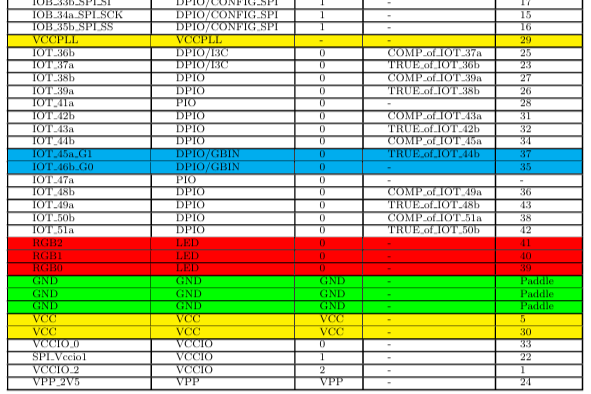 IOB_33b_SPI_SI DPIO/CONFIG_SPI 1 - 17
IOB_34a_SPI_SCK DPIO/CONFIG_SPI 1 - 15
IOB_35b_SPI_SS DPIO/CONFIG_SPI 1 - 16
VCCPLL VCCPLL - - 29
IOT_36b DPIO/I3C 0 COMP_of_IOT_37a 25
IOT_37a DPIO/I3C 0 TRUE_of_IOT_36b 23
IOT_38b DPIO 0 COMP_of_IOT_39a 27
IOT_39a DPIO 0 TRUE_of_IOT_38b 26
IOT_41a PIO 0 - 28
IOT_42b DPIO 0 COMP_of_IOT_43a 31
IOT_43a DPIO 0 TRUE_of_IOT_42b 32
IOT_44b DPIO 0 COMP_of_IOT_45a 34
IOT_45a_G1 DPIO/GBIN 0 TRUE_of_IOT_44b 37
IOT_46b_G0 DPIO/GBIN 0 - 35
IOT_47a PIO 0 - -
IOT_48b DPIO 0 COMP_of_IOT_49a 36
IOT_49a DPIO 0 TRUE_of_IOT_48b 43
IOT_50b DPIO 0 COMP_of_IOT_51a 38
IOT_51a DPIO 0 TRUE_of_IOT_50b 42
RGB2 LED 0 - 41
RGB1 LED 0 - 40
RGB0 LED 0 - 39
GND GND GND - Paddle
GND GND GND - Paddle
GND GND GND - Paddle
VCC VCC VCC - 5
VCC VCC VCC - 30
VCCIO_0 VCCIO 0 - 33
SPI_Vccio1 VCCIO 1 - 22
VCCIO_2 VCCIO 2 - 1
VPP_2V5 VPP VPP - 24